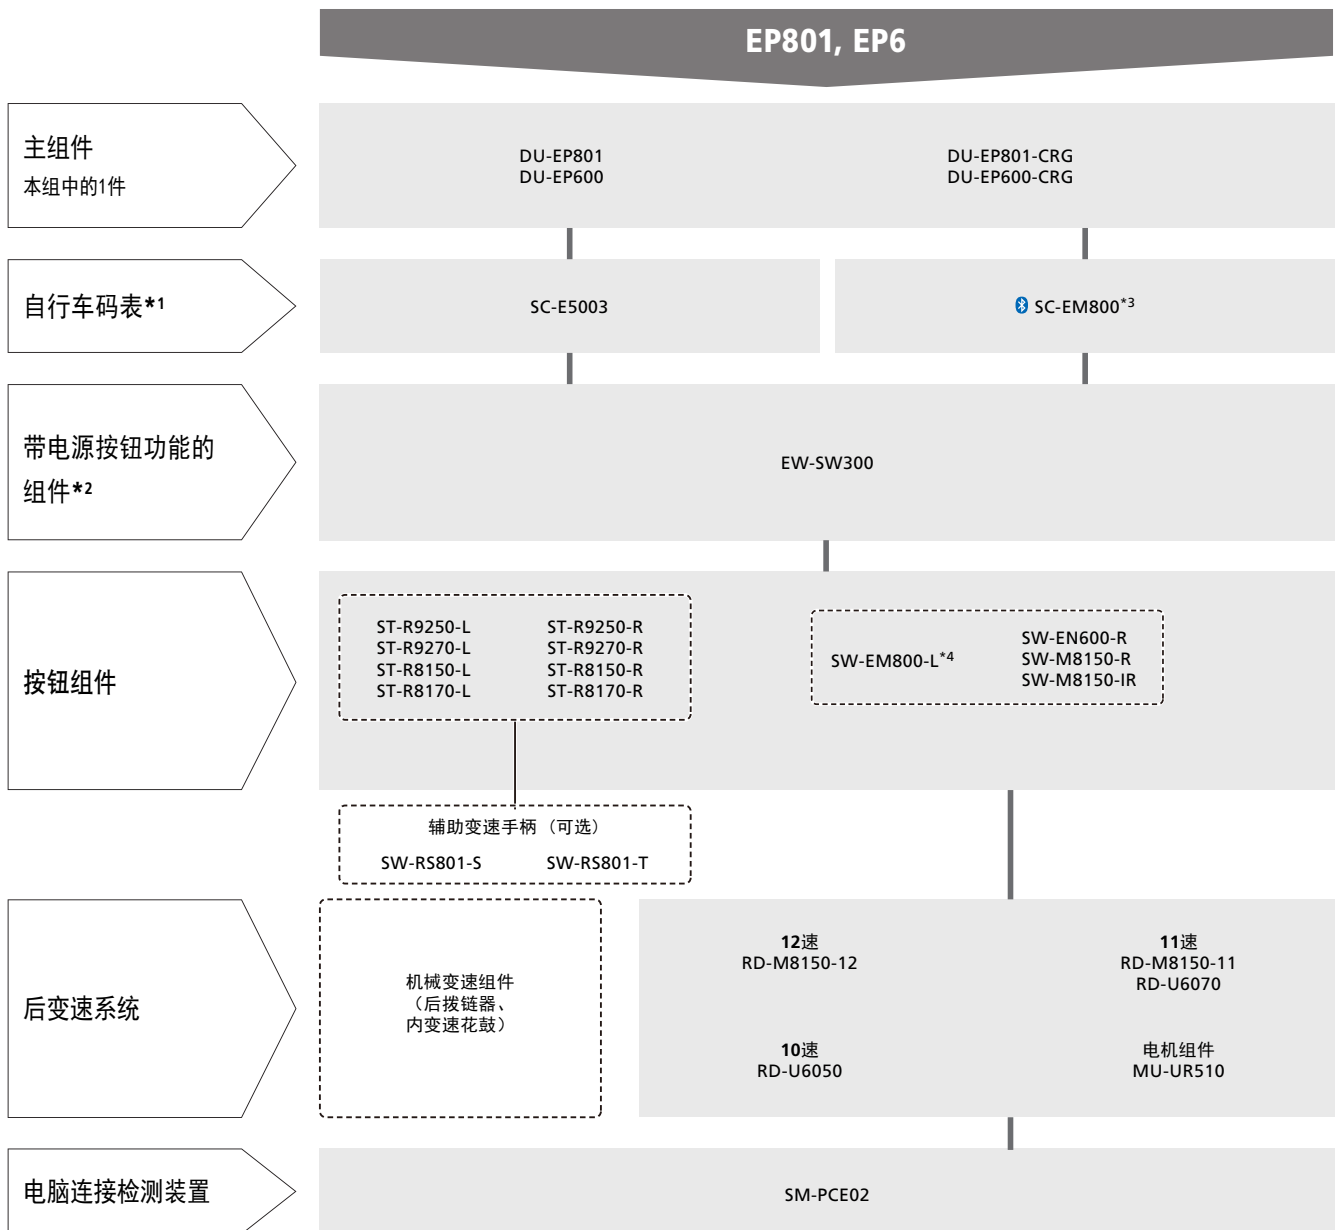 EP801, EP6
主组件
本组中的1件
DU-EP801
DU-EP600
DU-EP801-CRG
DU-EP600-CRG
自行车码表*1
SC-E5003
SC-EM800*3
带电源按钮功能的
组件*2
EW-SW300
按钮组件
ST-R9250-L
ST-R9270-L
ST-R8150-L
ST-R8170-L
ST-R9250-R
ST-R9270-R
ST-R8150-R
ST-R8170-R
SW-EM800-L*4
SW-EN600-R
SW-M8150-R
SW-M8150-IR
辅助变速手柄（可选）
SW-RS801-S
SW-RS801-T
后变速系统
机械变速组件
（后拨链器、
内变速花鼓）
12速
RD-M8150-12
11速
RD-M8150-11
RD-U6070
10速
RD-U6050
电机组件
MU-UR510
电脑连接检测装置
SM-PCE02